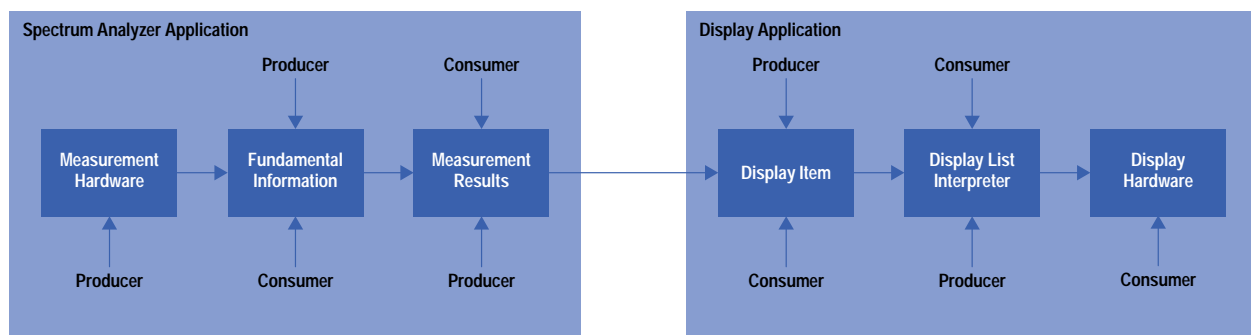 Spectrum Analyzer Application
Display Application
Producer
Consumer
Producer
Consumer
Measurement
Hardware
Fundamental
Information
Measurement
Results
Display Item
Display List
Interpreter
Display
Hardware
Producer
Consumer
Producer
Consumer
Producer
Consumer